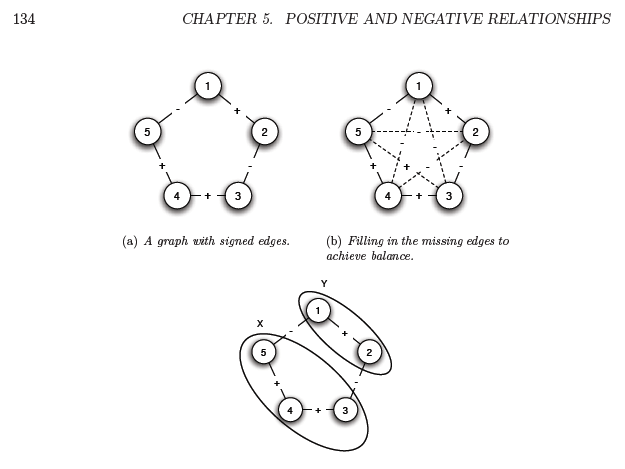 134 CHAPTER 5. POSITIVE AND NEGATIVE RELATIONSHIPS
1
- +
5 2
+ -
4 + 3
(a) A graph with signed edges.
1
- +
5 - 2
- -
+ + - -
4 + 3
(b) Filling in the missing edges to
achieve balance.
Y
1
X
- +
5 2
+ -
4 + 3